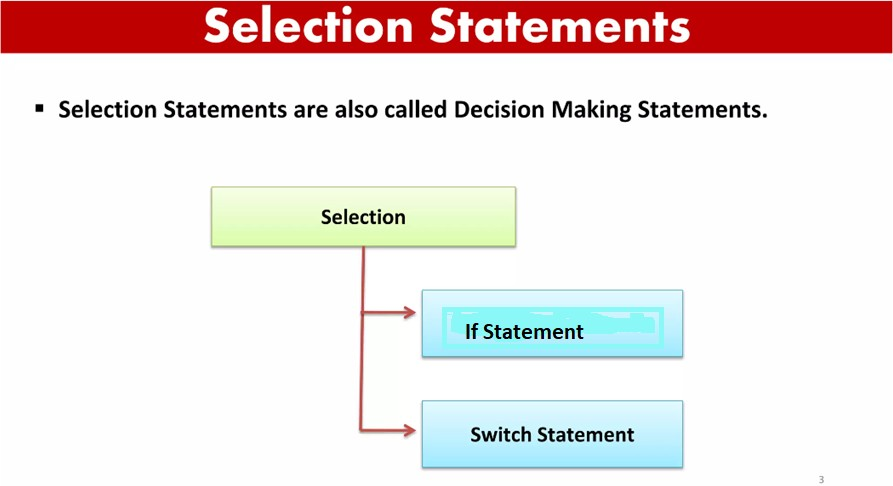 Selection Statements
▪ Selection Statements are also called Decision Making Statements.
Selection
If Statement
Switch Statement
3